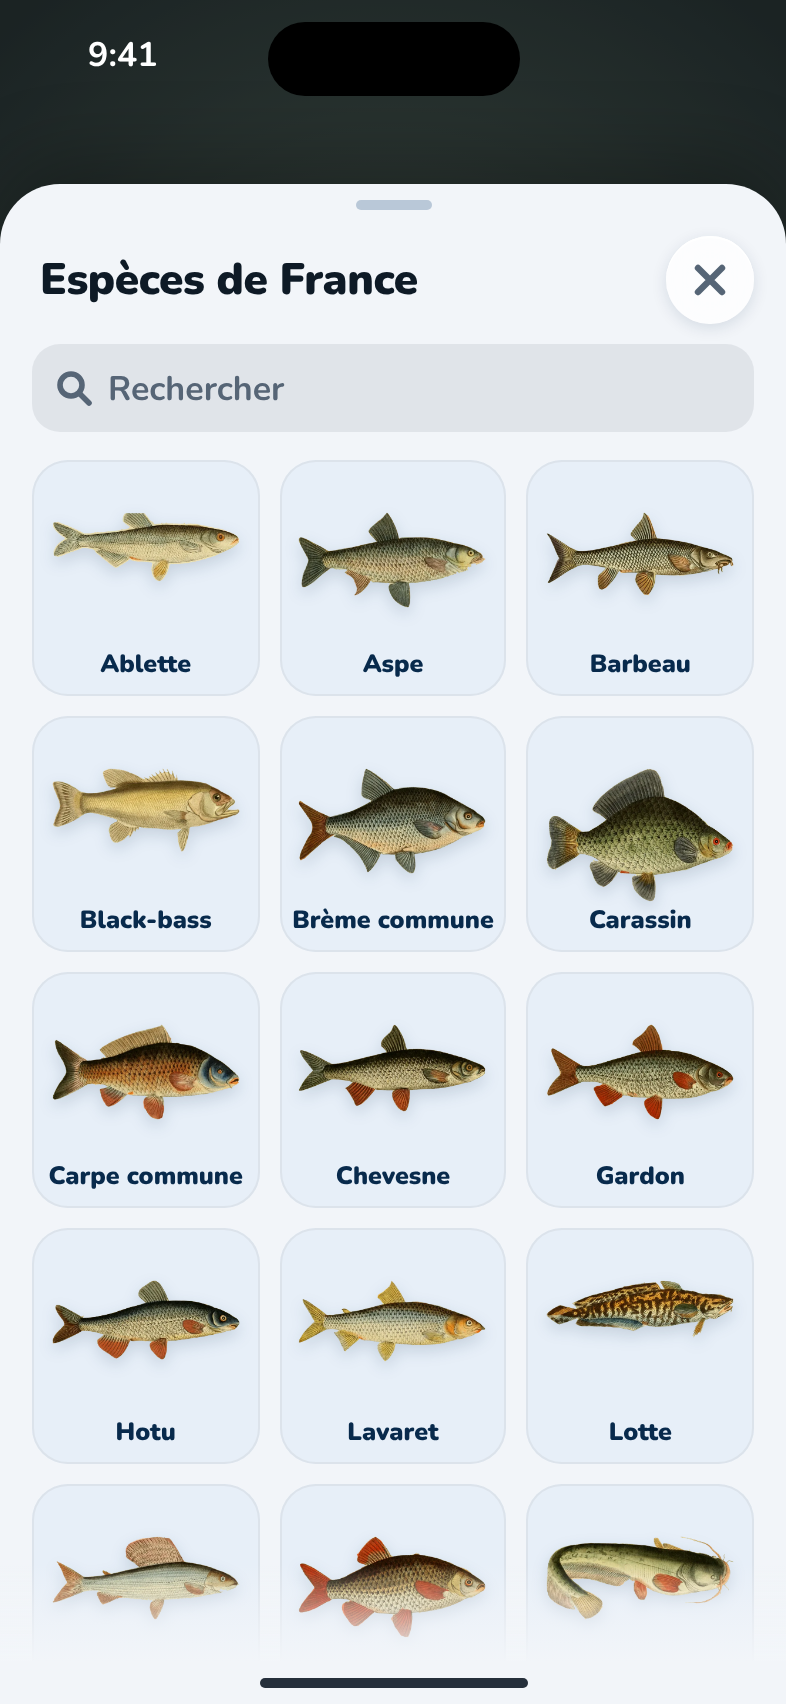 9:41
Espèces de France
Rechercher
Ablette
Aspe
Barbeau
Black-bass
Brème commune
Carassin
Carpe commune
Chevesne
Gardon
Hotu
Lavaret
Lotte